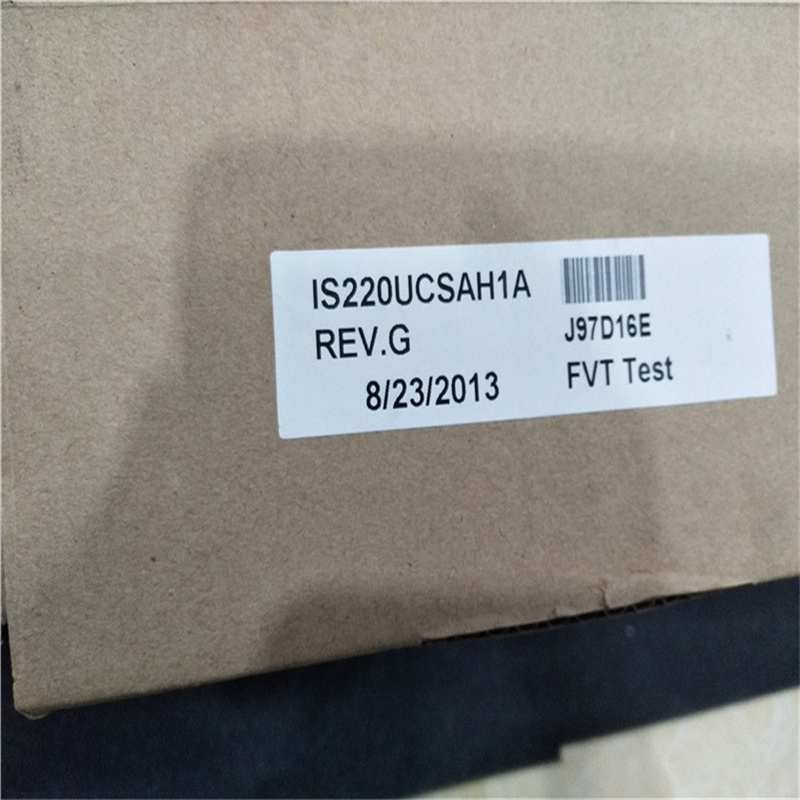 IS220UCSAH1A
REV.G
8/23/2013
J97D16E
FVT Test